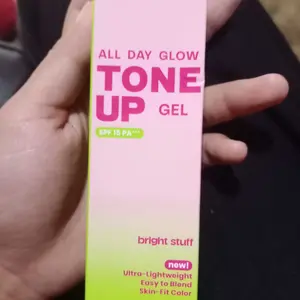 ALL DAY GLOW
TONE
UP GEL
SPF 15 PA+++
bright stuff
new!
Ultra-Lightweight
Easy to Blend
Skin-Fit Color